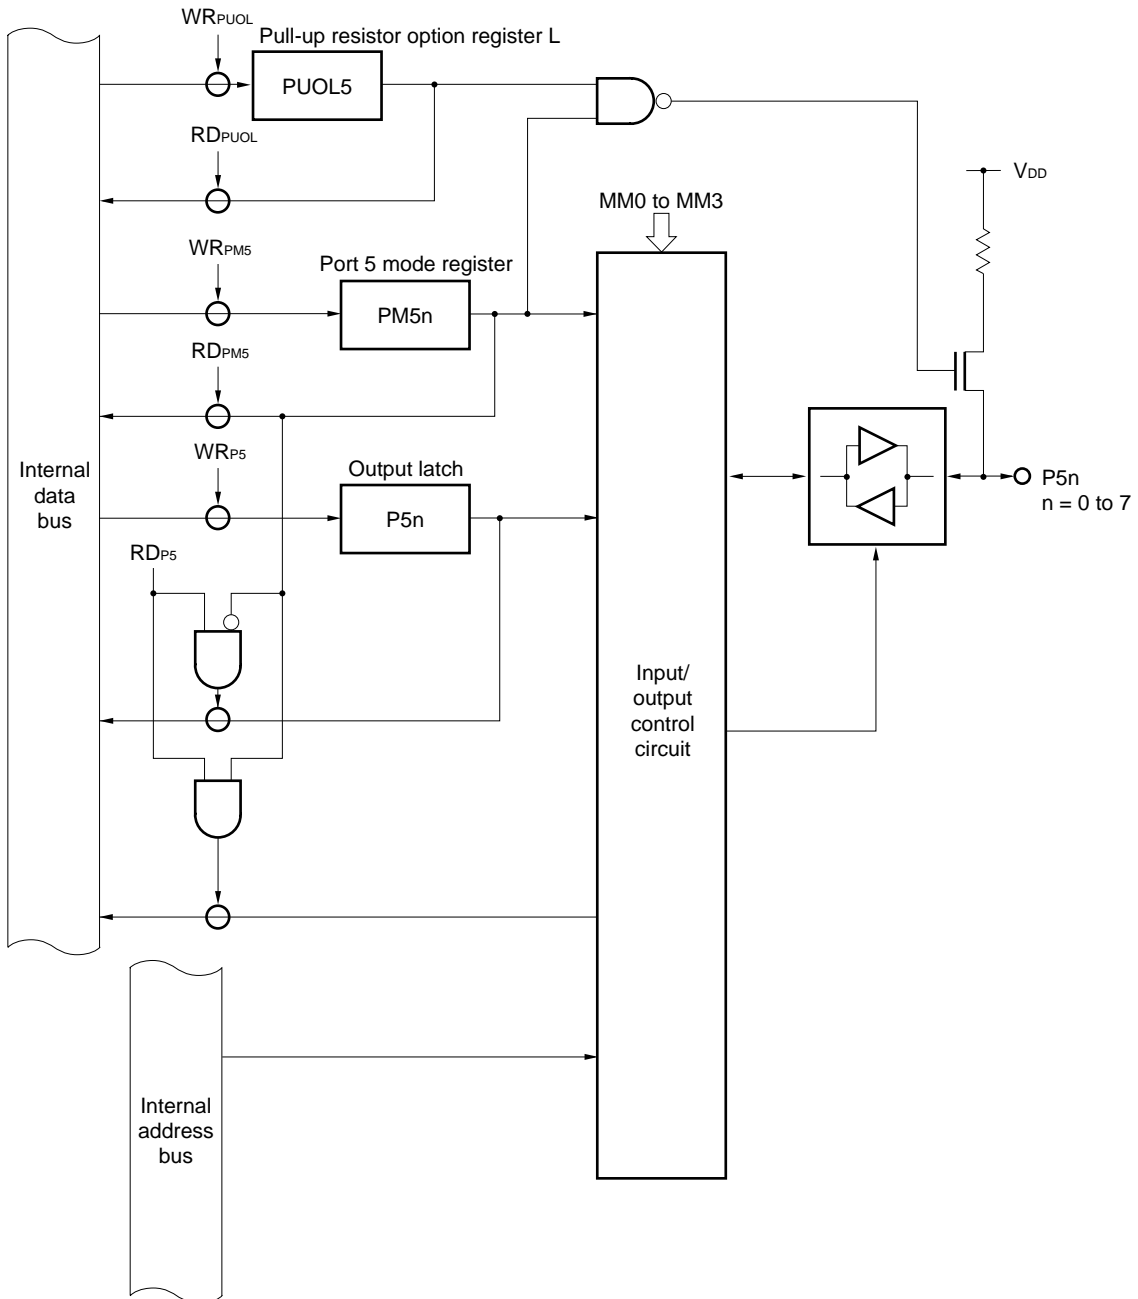 WRPUOL
Pull-up resistor option register L
PUOL5
RDPUOL
VDD
MM0 to MM3
WRPM5
Port 5 mode register
PM5n
RDPM5
WRP5
Output latch
P5n
Internal
data
bus
P5n
n = 0 to 7
RDP5
Input/
output
control
circuit
Internal
address
bus